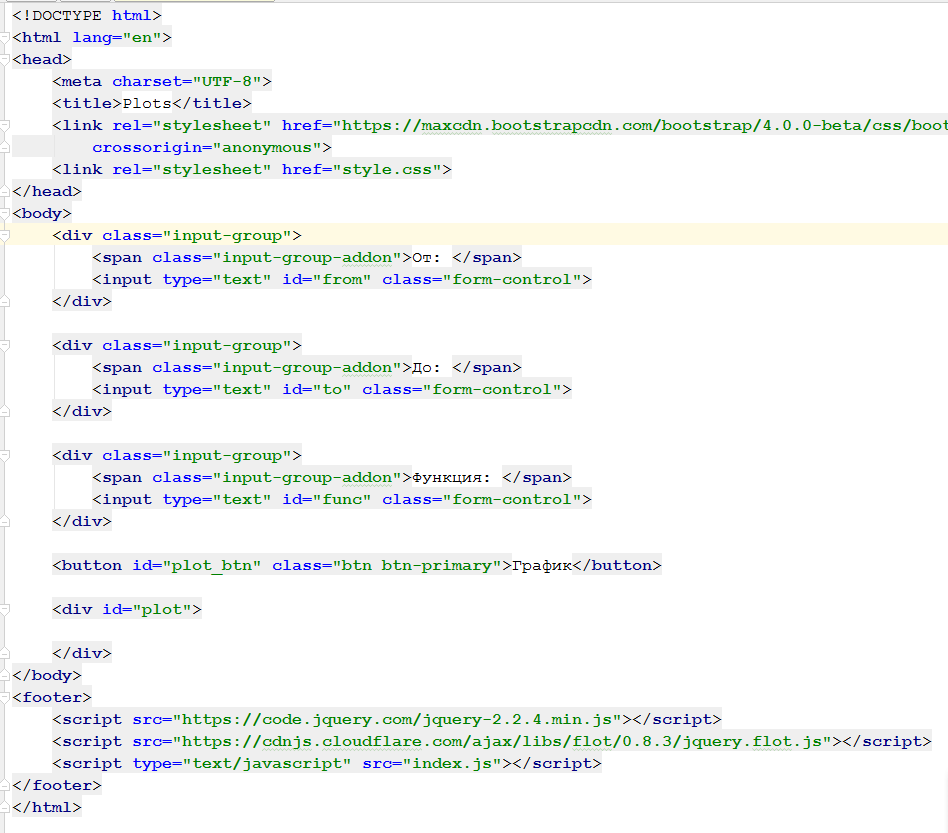 <!DOCTYPE html>
<html lang="en">
<head>
    <meta charset="UTF-8">
    <title>Plots</title>
    <link rel="stylesheet" href="https://maxcdn.bootstrapcdn.com/bootstrap/4.0.0-beta/css/boot
        crossorigin="anonymous">
    <link rel="stylesheet" href="style.css">
</head>
<body>
    <div class="input-group">
        <span class="input-group-addon">От: </span>
        <input type="text" id="from" class="form-control">
    </div>

    <div class="input-group">
        <span class="input-group-addon">До: </span>
        <input type="text" id="to" class="form-control">
    </div>

    <div class="input-group">
        <span class="input-group-addon">Функция: </span>
        <input type="text" id="func" class="form-control">
    </div>

    <button id="plot_btn" class="btn btn-primary">График</button>

    <div id="plot">

    </div>
</body>
<footer>
    <script src="https://code.jquery.com/jquery-2.2.4.min.js"></script>
    <script src="https://cdnjs.cloudflare.com/ajax/libs/flot/0.8.3/jquery.flot.js"></script>
    <script type="text/javascript" src="index.js"></script>
</footer>
</html>